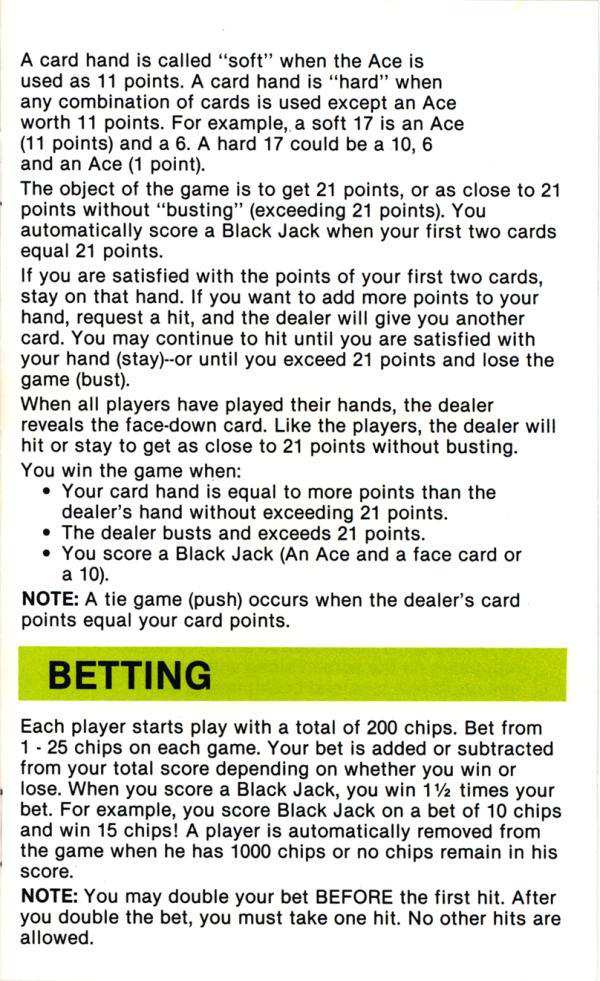 A card hand is called "soft" when the Ace is
used as 11 points. A card hand is "hard" when
any combination of cards is used except an Ace
worth 11 points. For example, a soft 17 is an Ace
(11 points) and a 6. A hard 17 could be a 10, 6
and an Ace (1 point).
The object of the game is to get 21 points, or as close to 21
points without "busting" (exceeding 21 points). You
automatically score a Black Jack when your first two cards
equal 21 points.
If you are satisfied with the points of your first two cards,
stay on that hand. If you want to add more points to your
hand, request a hit, and the dealer will give you another
card. You may continue to hit until you are satisfied with
your hand (stay)--or until you exceed 21 points and lose the
game (bust).
When all players have played their hands, the dealer
reveals the face-down card. Like the players, the dealer will
hit or stay to get as close to 21 points without busting.
You win the game when:
• Your card hand is equal to more points than the
dealer's hand without exceeding 21 points.
• The dealer busts and exceeds 21 points.
• You score a Black Jack (An Ace and a face card or
a 10).
NOTE: A tie game (push) occurs when the dealer's card
points equal your card points.
BETTING
Each player starts play with a total of 200 chips. Bet from
1 - 25 chips on each game. Your bet is added or subtracted
from your total score depending on whether you win or
lose. When you score a Black Jack, you win 1½ times your
bet. For example, you score Black Jack on a bet of 10 chips
and win 15 chips! A player is automatically removed from
the game when he has 1000 chips or no chips remain in his
score.
NOTE: You may double your bet BEFORE the first hit. After
you double the bet, you must take one hit. No other hits are
allowed.